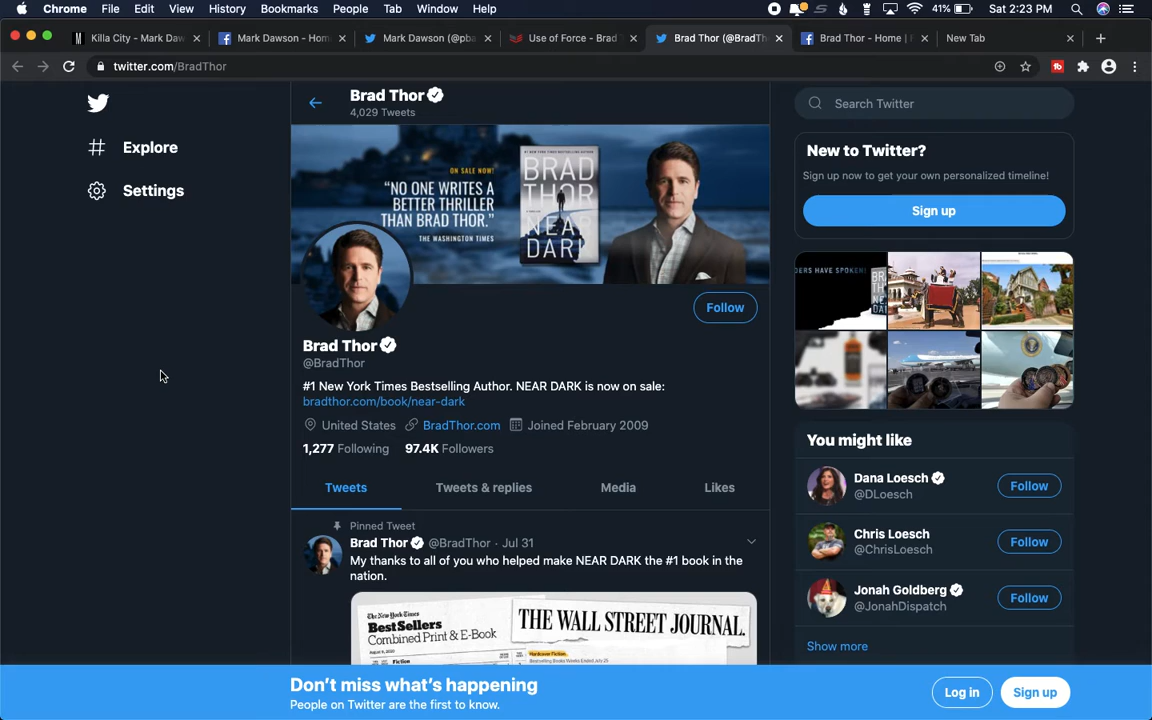 Chrome File Edit View History Bookmarks People Tab Window Help 41% Sat 2:23 PM
Killa City - Mark Daw Mark Dawson - Hom Mark Dawson (@pba Use of Force - Brad Brad Thor (@BradTh Brad Thor - Home | F New Tab
twitter.com/BradThor
Brad Thor
4,029 Tweets
Explore
Settings
ON SALE NOW!
"NO ONE WRITES A
BETTER THRILLER
THAN BRAD THOR."
THE WASHINGTON TIMES
BRAD
THOR
NEAR
DARK
Follow
Brad Thor
@BradThor
#1 New York Times Bestselling Author. NEAR DARK is now on sale:
bradthor.com/book/near-dark
United States BradThor.com Joined February 2009
1,277 Following 97.4K Followers
Tweets Tweets & replies Media Likes
Pinned Tweet
Brad Thor @BradThor · Jul 31
My thanks to all of you who helped make NEAR DARK the #1 book in the
nation.
The New York Times
Best Sellers
Combined Print & E-Book
THE WALL STREET JOURNAL.
Hardcover Fiction
Search Twitter
New to Twitter?
Sign up now to get your own personalized timeline!
Sign up
DERS HAVE SPOKEN!
You might like
Dana Loesch
@DLoesch
Follow
Chris Loesch
@ChrisLoesch
Follow
Jonah Goldberg
@JonahDispatch
Follow
Show more
Don't miss what's happening
People on Twitter are the first to know.
Log in Sign up